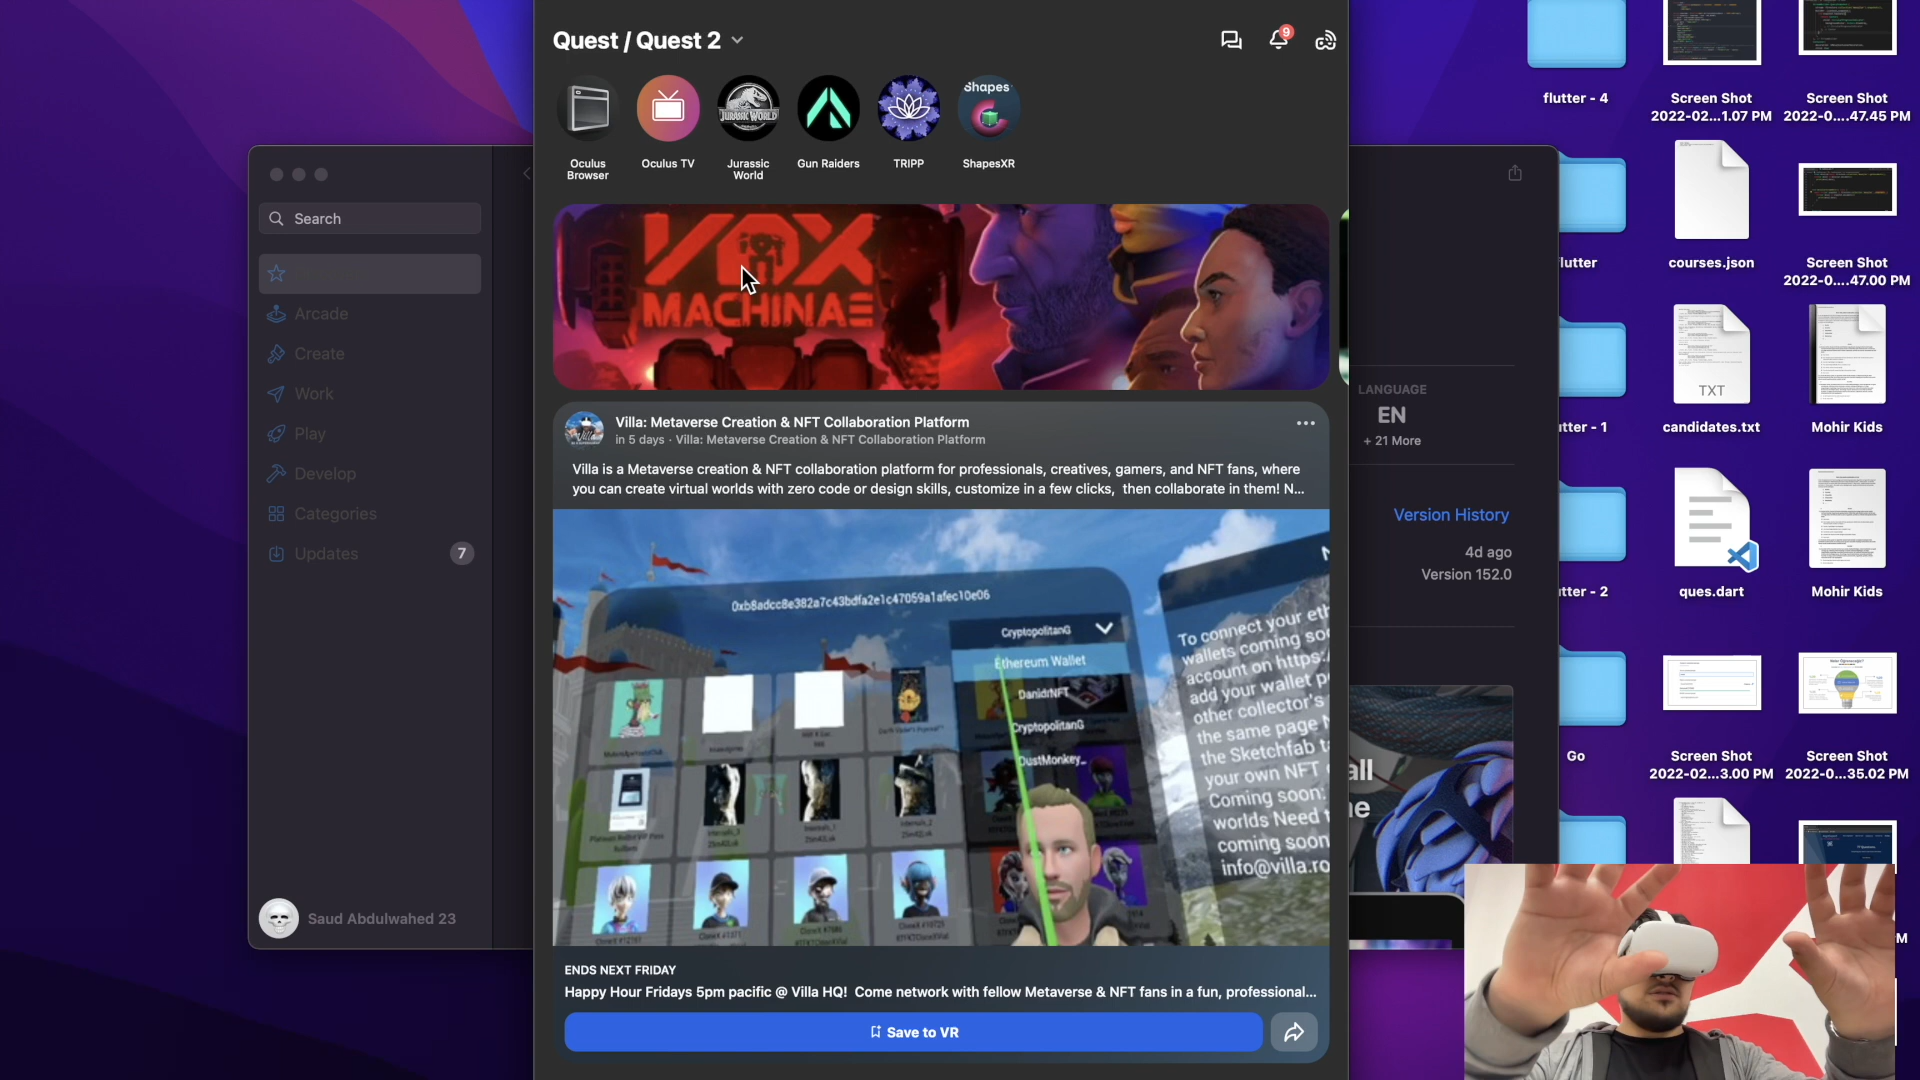 Quest / Quest 2
9
Shapes
Oculus
Browser
Oculus TV
JURASSIC WORLD
Jurassic
World
Gun Raiders
TRIPP
ShapesXR
VOX
MACHINAE
Villa: Metaverse Creation & NFT Collaboration Platform
in 5 days · Villa: Metaverse Creation & NFT Collaboration Platform
Villa is a Metaverse creation & NFT collaboration platform for professionals, creatives, gamers, and NFT fans, where
you can create virtual worlds with zero code or design skills, customize in a few clicks, then collaborate in them! N...
0xb8adcc8e382a7c43bdfa2e1c47059a1afec10e06
CryptopolitanG
Ethereum Wallet
DanidrNFT
CryptopolitanG
DustMonkey_
To connect your eth
wallets coming soo
account on https:/
add your wallet p
other collector's
the same page
the Sketchfab ta
your own NFT
Coming soon:
worlds Need
coming soon
info@villa.ro
ENDS NEXT FRIDAY
Happy Hour Fridays 5pm pacific @ Villa HQ! Come network with fellow Metaverse & NFT fans in a fun, professional...
Save to VR
Search
Arcade
Create
Work
Play
Develop
Categories
Updates
7
Saud Abdulwahed 23
LANGUAGE
EN
+ 21 More
Version History
4d ago
Version 152.0
all
ne
flutter - 4
Screen Shot
2022-02...1.07 PM
Screen Shot
2022-0....47.45 PM
lutter
courses.json
Screen Shot
2022-0....47.00 PM
TXT
tter - 1
candidates.txt
Mohir Kids
tter - 2
ques.dart
Mohir Kids
Go
Screen Shot
2022-02...3.00 PM
Screen Shot
2022-0...35.02 PM
M